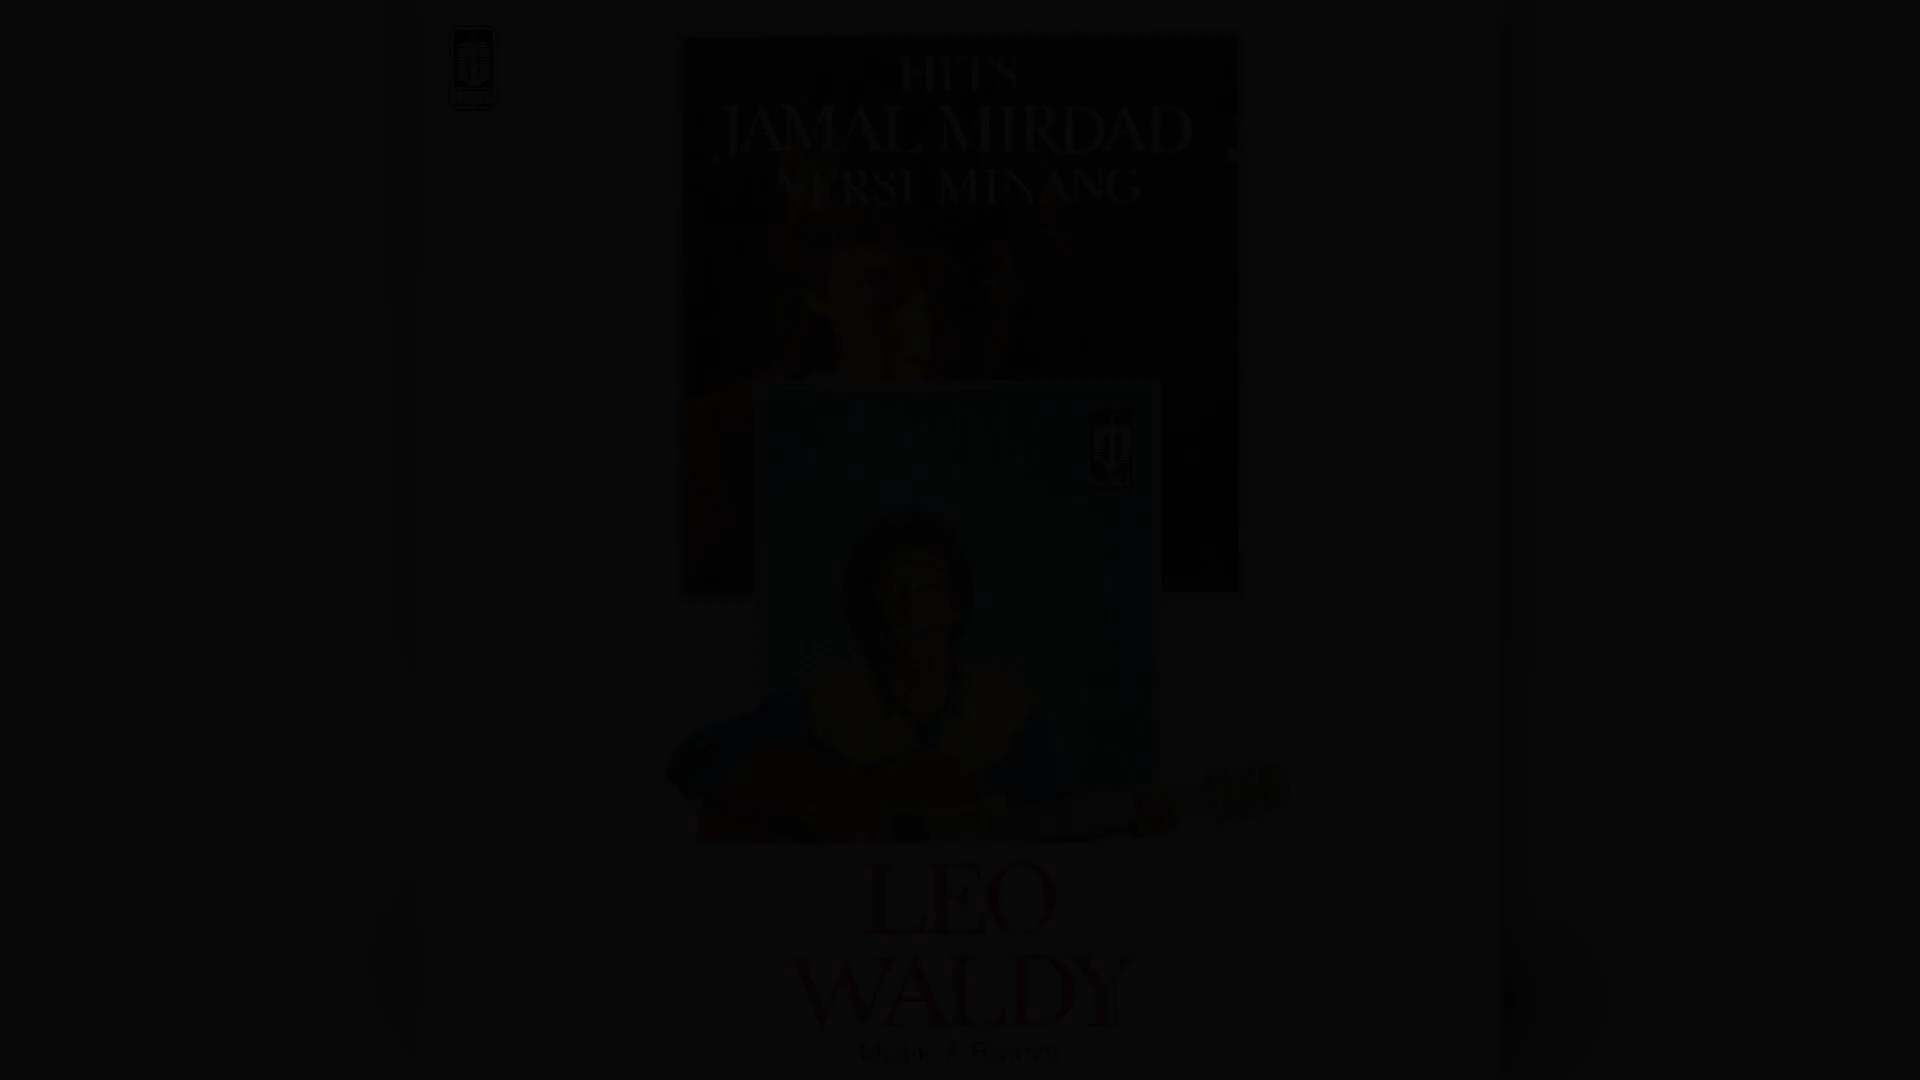 HITS
JAMAL MIRDAD
VERSI MINANG
LEO
WALDY